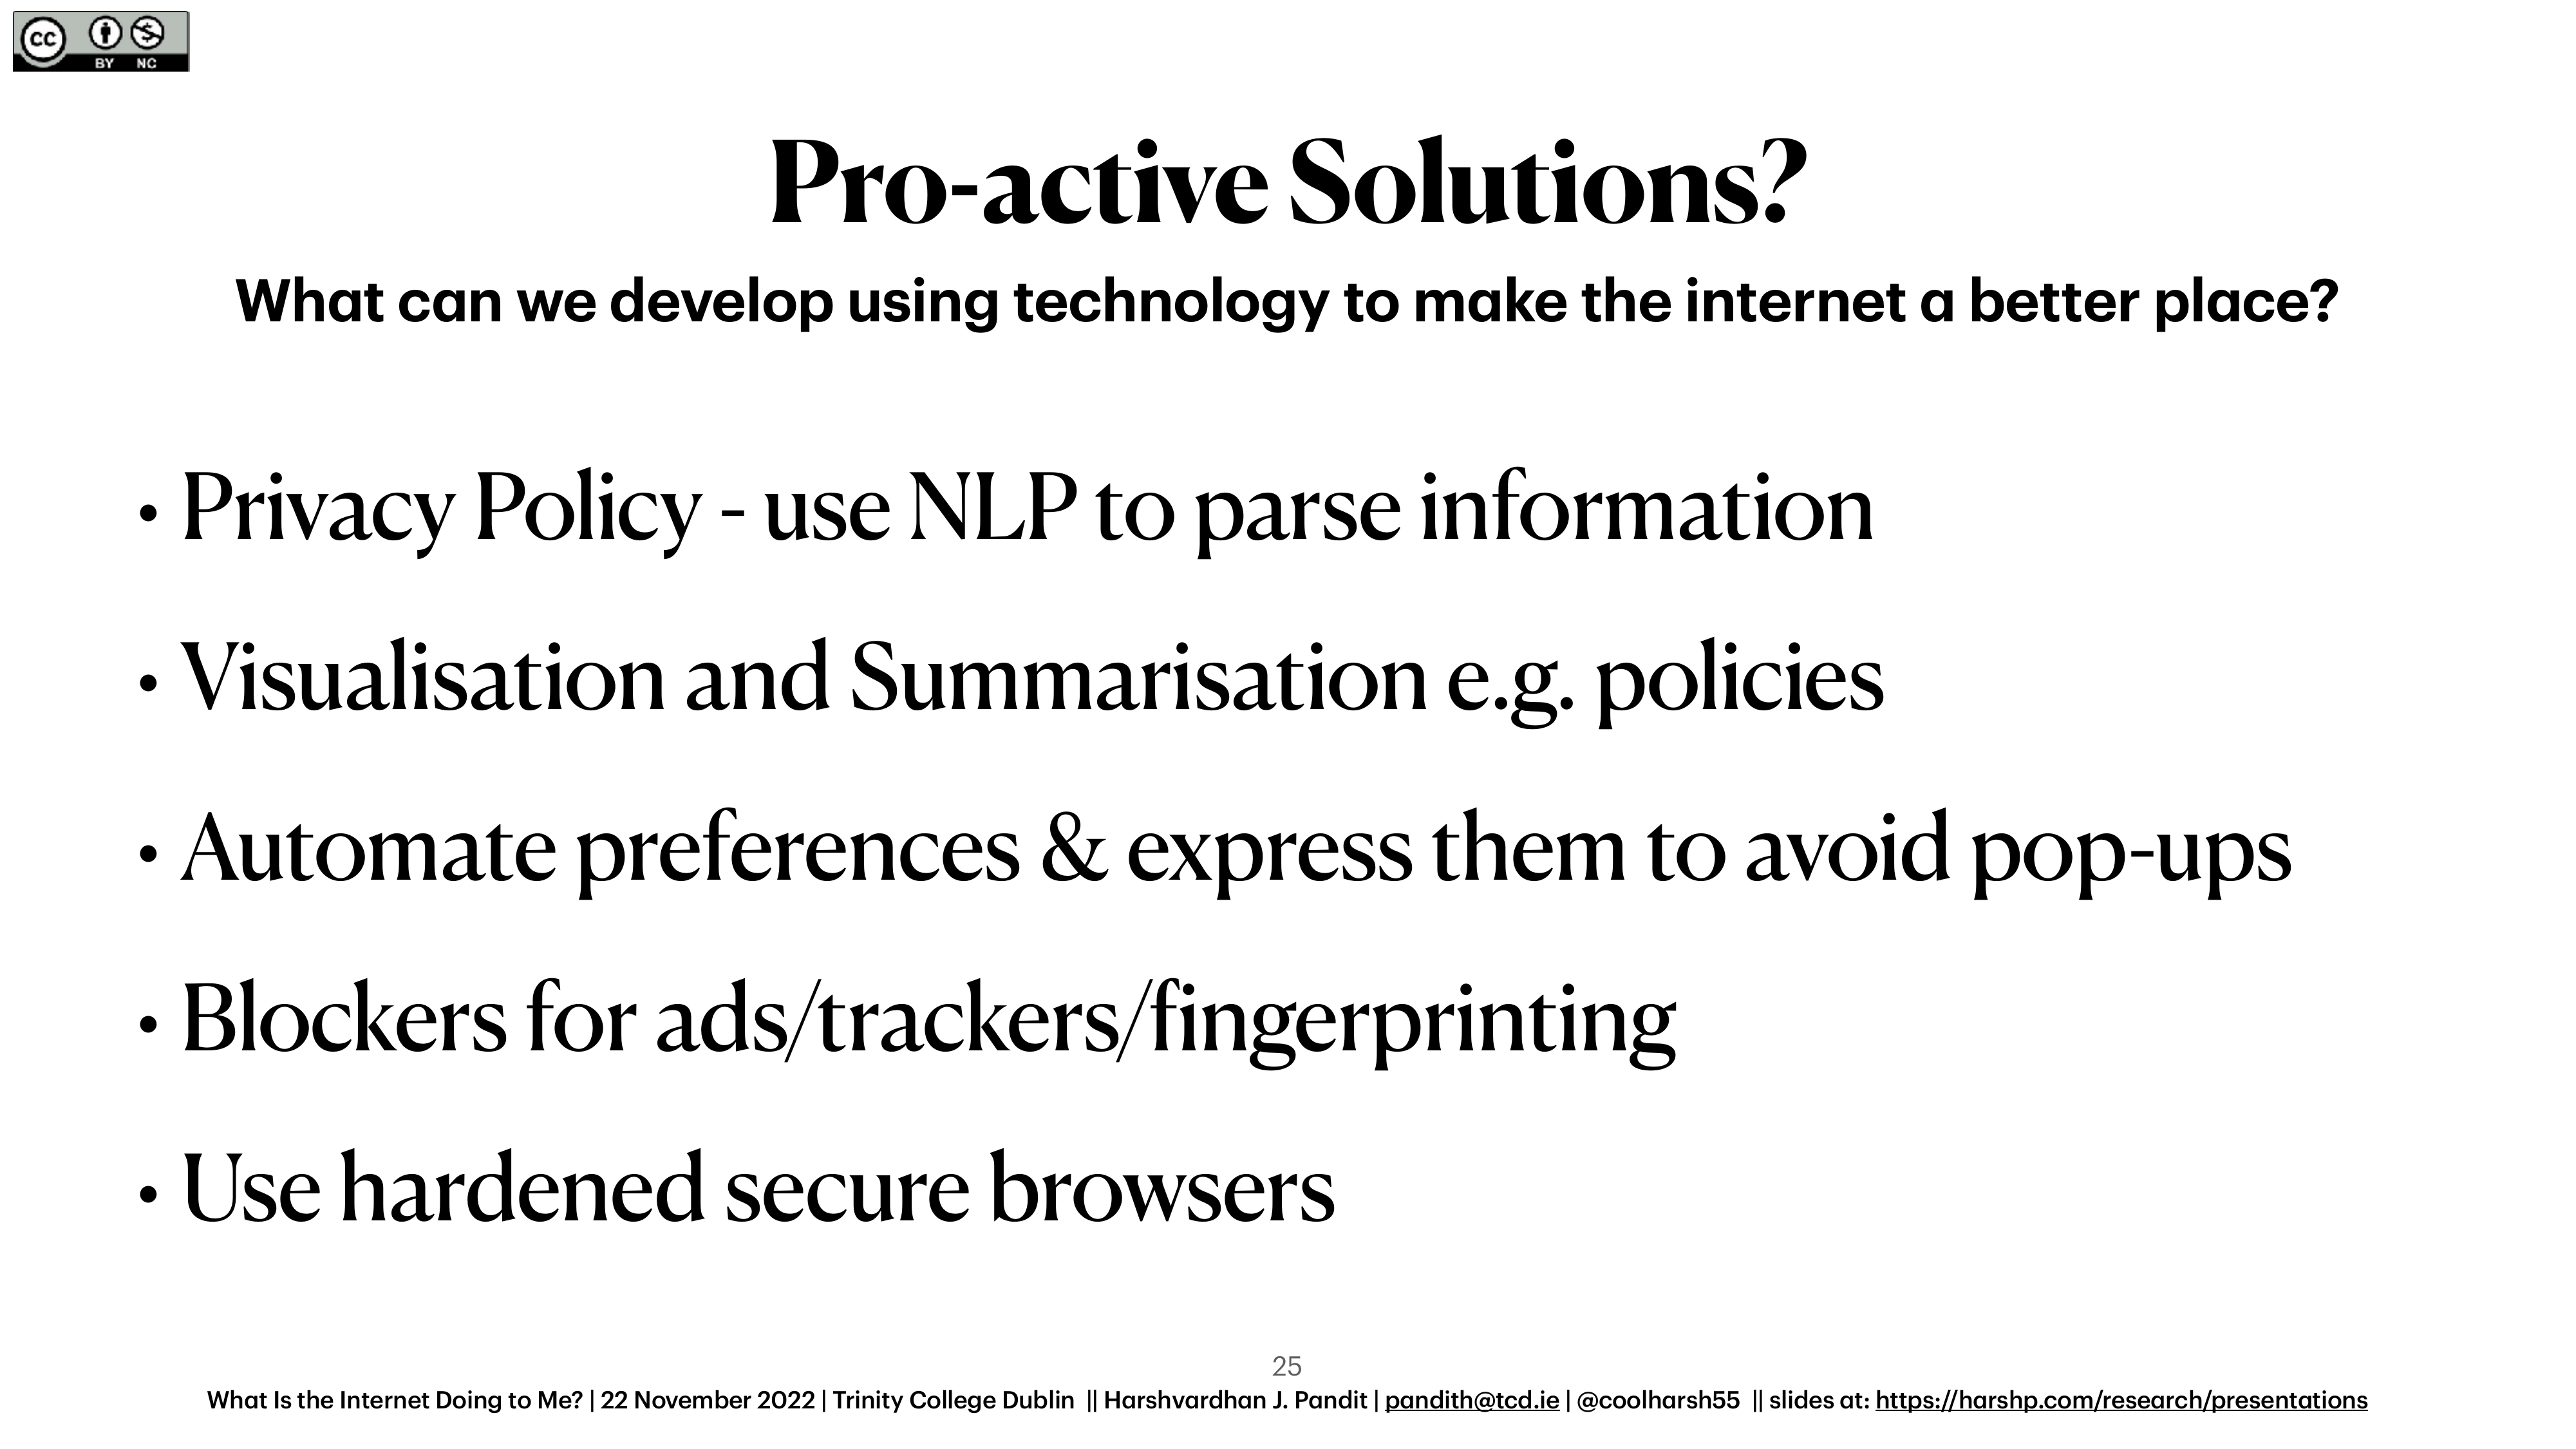 cc BY NC
Pro-active Solutions?
What can we develop using technology to make the internet a better place?
• Privacy Policy - use NLP to parse information
• Visualisation and Summarisation e.g. policies
• Automate preferences & express them to avoid pop-ups
• Blockers for ads/trackers/fingerprinting
• Use hardened secure browsers
25
What Is the Internet Doing to Me? | 22 November 2022 | Trinity College Dublin || Harshvardhan J. Pandit | pandith@tcd.ie | @coolharsh55 || slides at: https://harshp.com/research/presentations